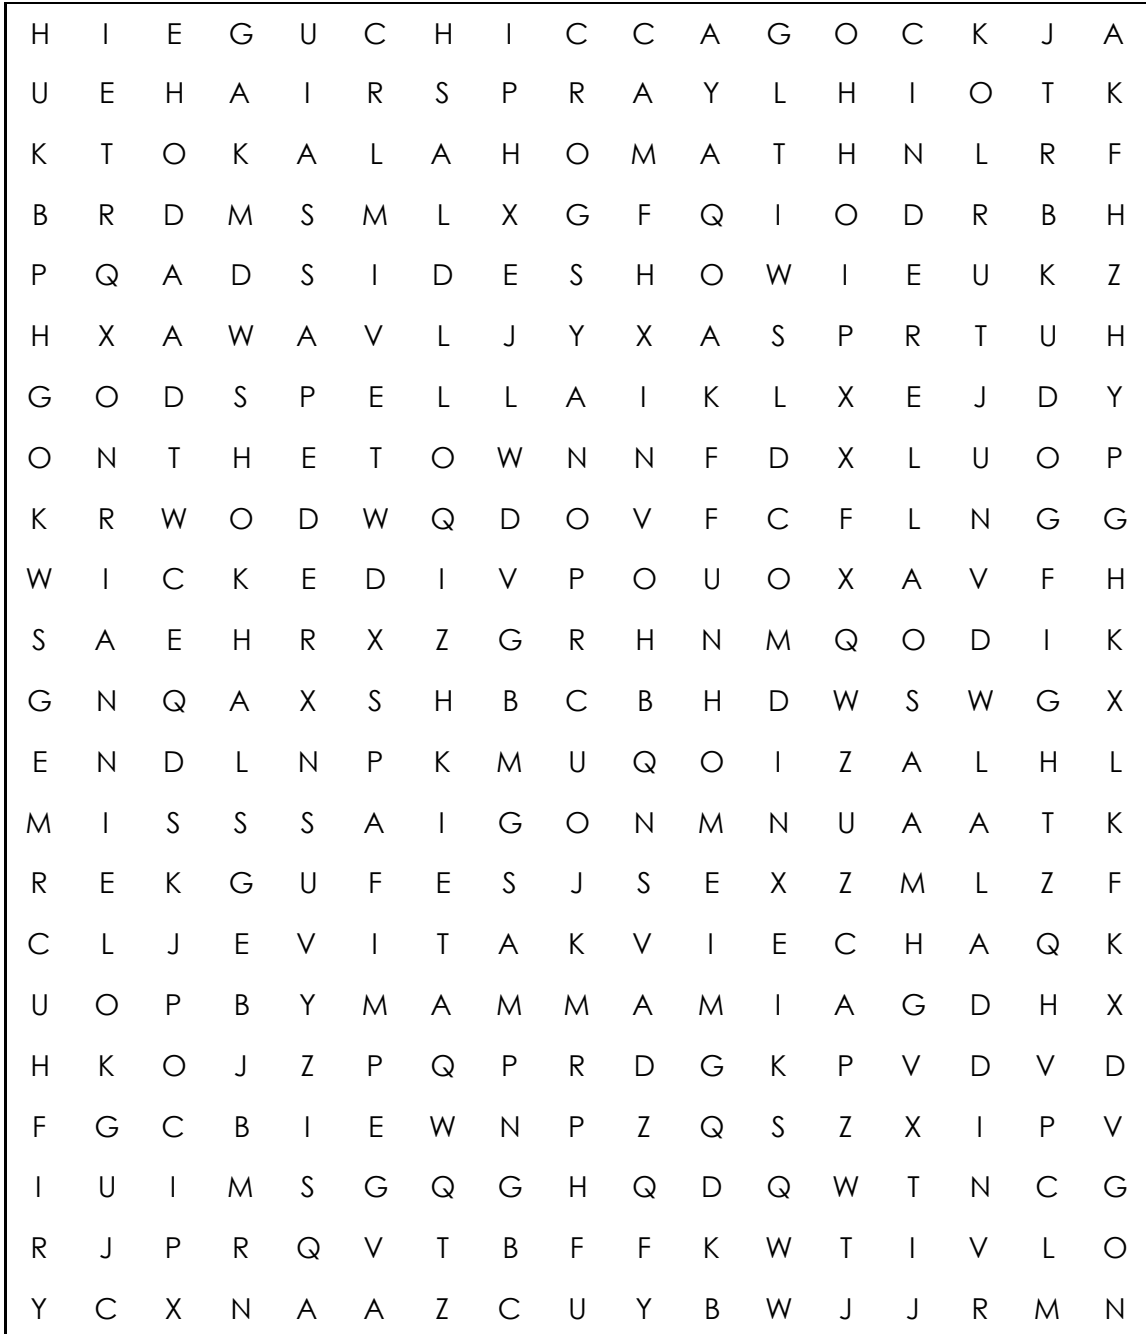 H I E G U C H I C C A G O C K J A
U E H A I R S P R A Y L H I O T K
K T O K A L A H O M A T H N L R F
B R D M S M L X G F Q I O D R B H
P Q A D S I D E S H O W I E U K Z
H X A W A V L J Y X A S P R T U H
G O D S P E L L A I K L X E J D Y
O N T H E T O W N N F D X L U O P
K R W O D W Q D O V F C F L N G G
W I C K E D I V P O U O X A V F H
S A E H R X Z G R H N M Q O D I K
G N Q A X S H B C B H D W S W G X
E N D L N P K M U Q O I Z A L H L
M I S S S A I G O N M N U A A T K
R E K G U F E S J S E X Z M L Z F
C L J E V I T A K V I E C H A Q K
U O P B Y M A M M A M I A G D H X
H K O J Z P Q P R D G K P V D V D
F G C B I E W N P Z Q S Z X I P V
I U I M S G Q G H Q D Q W T N C G
R J P R Q V T B F F K W T I V L O
Y C X N A A Z C U Y B W J J R M N